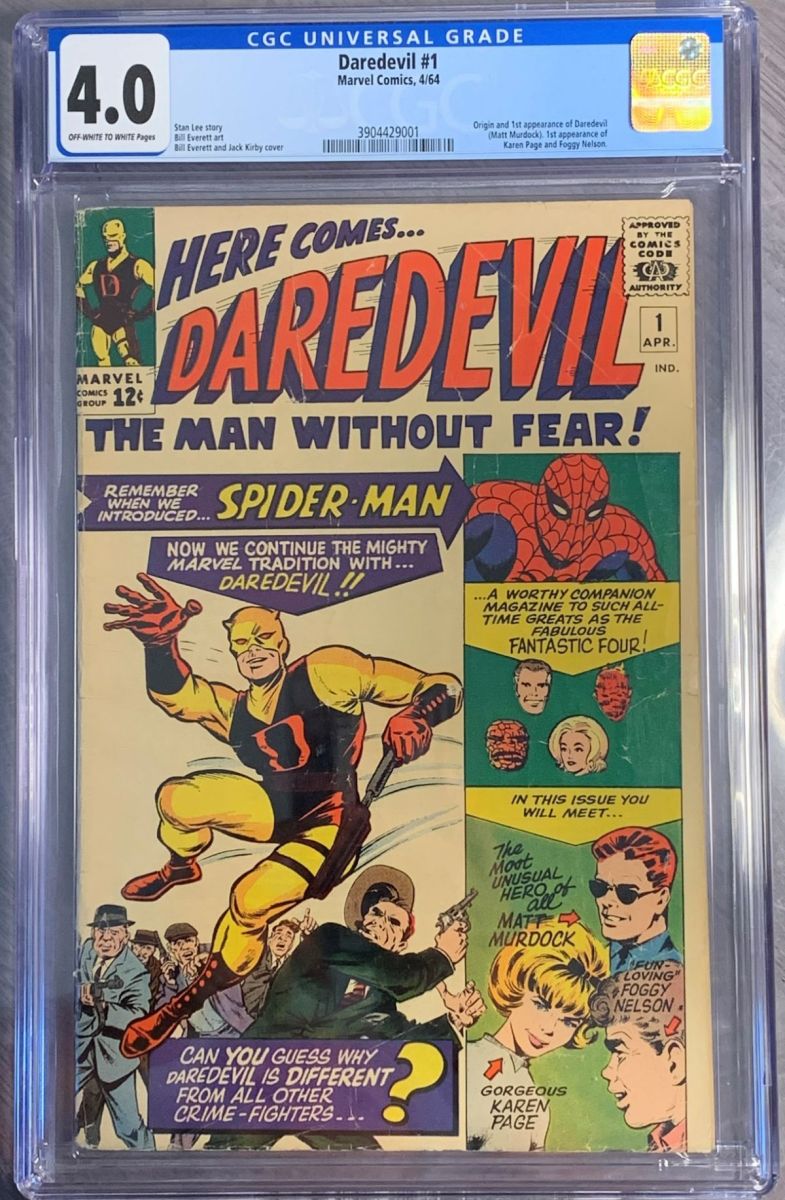 CGC UNIVERSAL GRADE
4.0
OFF-WHITE TO WHITE Pages
Daredevil #1
Marvel Comics, 4/64
Stan Lee story
Bill Everett art
Bill Everett and Jack Kirby cover
3904429001
Origin and 1st appearance of Daredevil
(Matt Murdock). 1st appearance of
Karen Page and Foggy Nelson.
CGC
HERE COMES...
DAREDEVIL
THE MAN WITHOUT FEAR!
D
MARVEL
COMICS
GROUP
12¢
APPROVED
BY THE
COMICS
CODE
CA
AUTHORITY
1
APR.
IND.
REMEMBER
WHEN WE
INTRODUCED...
SPIDER-MAN
NOW WE CONTINUE THE MIGHTY
MARVEL TRADITION WITH...
DAREDEVIL!!
...A WORTHY COMPANION
MAGAZINE TO SUCH ALL-
TIME GREATS AS THE
FABULOUS
FANTASTIC FOUR!
D
IN THIS ISSUE YOU
WILL MEET...
The
Most
UNUSUAL
HERO of
all
MATT
MURDOCK
"FUN-
LOVING"
FOGGY
NELSON
GORGEOUS
KAREN
PAGE
CAN YOU GUESS WHY
DAREDEVIL IS DIFFERENT
FROM ALL OTHER
CRIME-FIGHTERS...
?